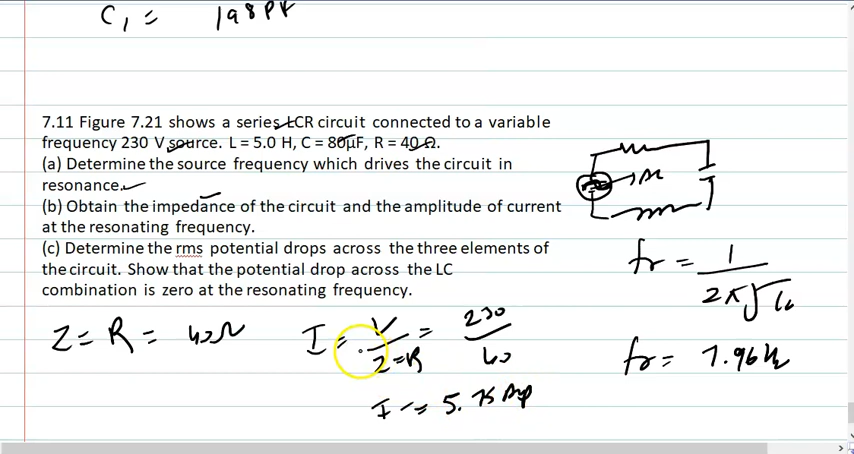 C₁ = 198 pF
7.11 Figure 7.21 shows a series LCR circuit connected to a variable
frequency 230 V source. L = 5.0 H, C = 80μF, R = 40 Ω.
(a) Determine the source frequency which drives the circuit in
resonance.
(b) Obtain the impedance of the circuit and the amplitude of current
at the resonating frequency.
(c) Determine the rms potential drops across the three elements of
the circuit. Show that the potential drop across the LC
combination is zero at the resonating frequency.
fr = 1 / 2π√Lc
Z = R = 40Ω
I = V / Z=R = 230 / 40
fr = 7.96 Hz
I = 5.75 Amp